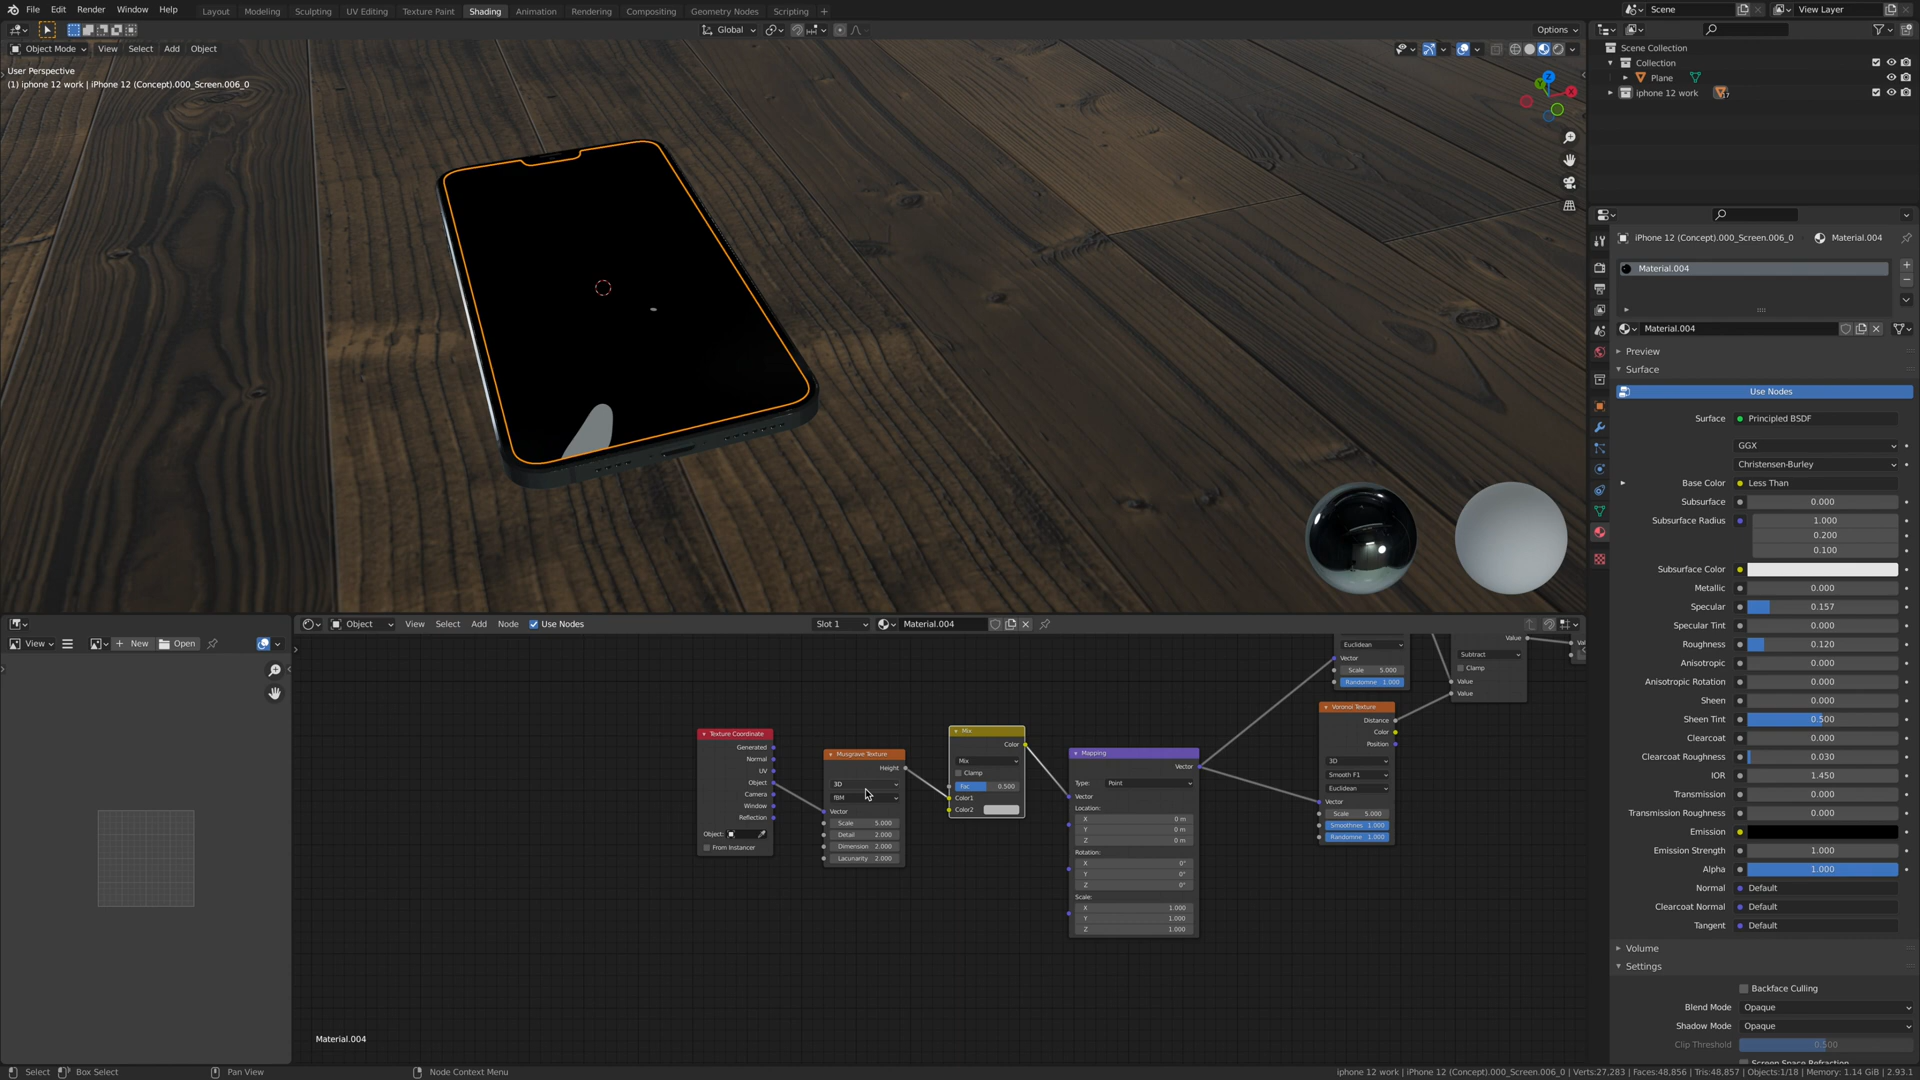 File Edit Render Window Help Layout Modeling Sculpting UV Editing Texture Paint Shading Animation Rendering Compositing Geometry Nodes Scripting + Scene View Layer
Global Options
Object Mode View Select Add Object
User Perspective
(1) iphone 12 work | iPhone 12 (Concept).000_Screen.006_0
Z
X
Y
Scene Collection
Collection
Plane
iphone 12 work 17
iPhone 12 (Concept).000_Screen.006_0 Material.004
Material.004
Material.004
Preview
Surface
Use Nodes
Surface Principled BSDF
GGX
Christensen-Burley
Base Color Less Than
Subsurface 0.000
Subsurface Radius 1.000
0.200
0.100
Subsurface Color
Metallic 0.000
Specular 0.157
Specular Tint 0.000
Roughness 0.120
Anisotropic 0.000
Anisotropic Rotation 0.000
Sheen 0.000
Sheen Tint 0.500
Clearcoat 0.000
Clearcoat Roughness 0.030
IOR 1.450
Transmission 0.000
Transmission Roughness 0.000
Emission
Emission Strength 1.000
Alpha 1.000
Normal Default
Clearcoat Normal Default
Tangent Default
Volume
Settings
Backface Culling
Blend Mode Opaque
Shadow Mode Opaque
Clip Threshold 0.500
View New Open
Object View Select Add Node Use Nodes Slot 1 Material.004
Texture Coordinate
Generated
Normal
UV
Object
Camera
Window
Reflection
Object:
From Instancer
Musgrave Texture
Height
3D
fBM
Vector
Scale 5.000
Detail 2.000
Dimension 2.000
Lacunarity 2.000
Mix
Color
Mix
Clamp
Fac 0.500
Color1
Color2
Mapping
Vector
Type: Point
Vector
Location:
X 0 m
Y 0 m
Z 0 m
Rotation:
X 0°
Y 0°
Z 0°
Scale:
X 1.000
Y 1.000
Z 1.000
Euclidean
Vector
Scale 5.000
Randomne 1.000
Voronoi Texture
Distance
Color
Position
3D
Smooth F1
Euclidean
Vector
Scale 5.000
Smoothnes 1.000
Randomne 1.000
Value
Subtract
Clamp
Value
Value
Material.004
Select Box Select Pan View Node Context Menu iphone 12 work | iPhone 12 (Concept).000_Screen.006_0 | Verts:27,283 | Faces:48,856 | Tris:48,857 | Objects:1/18 | Memory: 1.14 GiB | 2.93.1